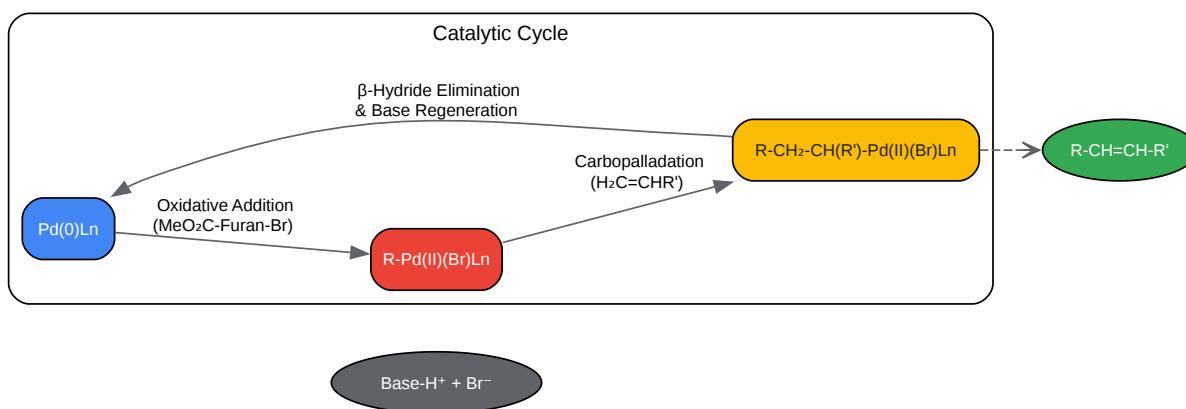 Catalytic Cycle
β-Hydride Elimination
& Base Regeneration
R-CH₂-CH(R')-Pd(II)(Br)Ln
R-CH=CH-R'
Carbopalladation
(H₂C=CHR')
Oxidative Addition
(MeO₂C-Furan-Br)
Pd(0)Ln
R-Pd(II)(Br)Ln
Base-H⁺ + Br⁻